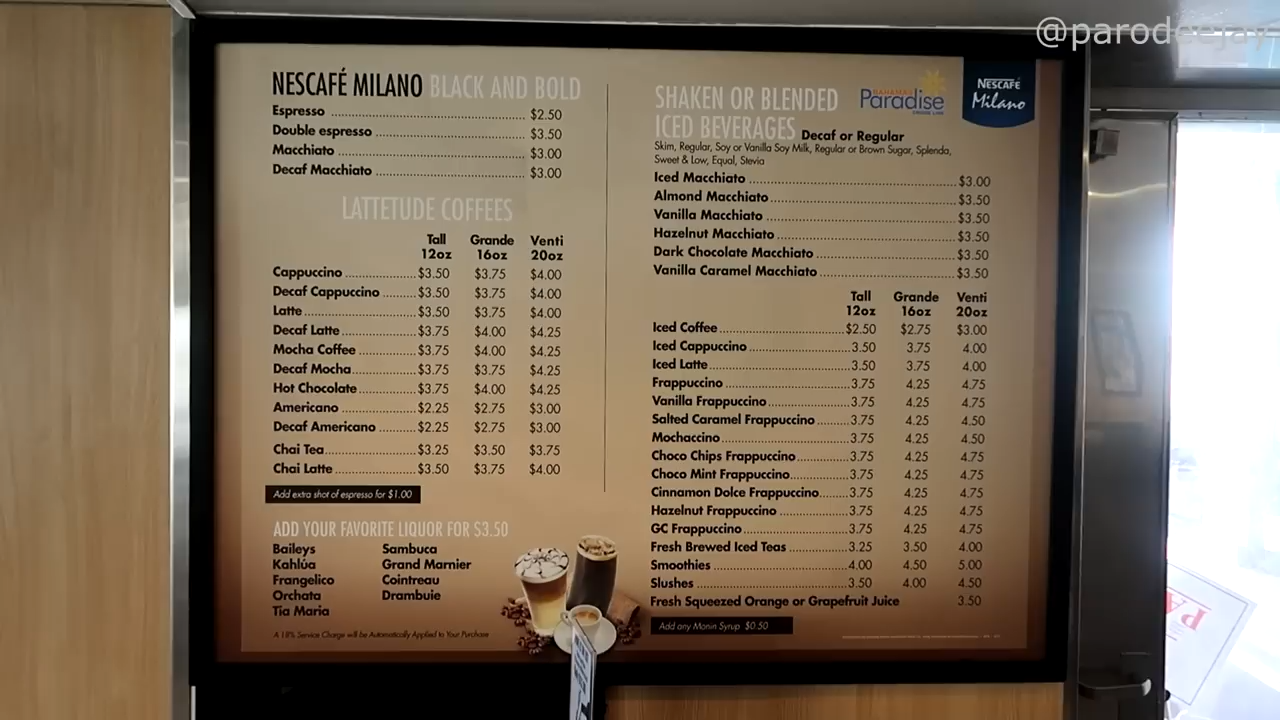 @parodeejay
NESCAFÉ MILANO BLACK AND BOLD
Espresso $2.50
Double espresso $3.50
Macchiato $3.00
Decaf Macchiato $3.00
LATTETUDE COFFEES
Tall Grande Venti
12oz 16oz 20oz
Cappuccino $3.50 $3.75 $4.00
Decaf Cappuccino $3.50 $3.75 $4.00
Latte $3.50 $3.75 $4.00
Decaf Latte $3.75 $4.00 $4.25
Mocha Coffee $3.75 $4.00 $4.25
Decaf Mocha $3.75 $3.75 $4.25
Hot Chocolate $3.75 $4.00 $4.25
Americano $2.25 $2.75 $3.00
Decaf Americano $2.25 $2.75 $3.00
Chai Tea $3.25 $3.50 $3.75
Chai Latte $3.50 $3.75 $4.00
Add extra shot of espresso for $1.00
ADD YOUR FAVORITE LIQUOR FOR $3.50
Baileys Sambuca
Kahlúa Grand Marnier
Frangelico Cointreau
Orchata Drambuie
Tia Maria
A 18% Service Charge will be Automatically Applied to Your Purchase
SHAKEN OR BLENDED
ICED BEVERAGES Decaf or Regular
BAHAMAS
Paradise
CRUISE LINE
NESCAFÉ
Milano
Skim, Regular, Soy or Vanilla Soy Milk, Regular or Brown Sugar, Splenda,
Sweet & Low, Equal, Stevia
Iced Macchiato $3.00
Almond Macchiato $3.50
Vanilla Macchiato $3.50
Hazelnut Macchiato $3.50
Dark Chocolate Macchiato $3.50
Vanilla Caramel Macchiato $3.50
Tall Grande Venti
12oz 16oz 20oz
Iced Coffee $2.50 $2.75 $3.00
Iced Cappuccino 3.50 3.75 4.00
Iced Latte 3.50 3.75 4.00
Frappuccino 3.75 4.25 4.75
Vanilla Frappuccino 3.75 4.25 4.75
Salted Caramel Frappuccino 3.75 4.25 4.50
Mochaccino 3.75 4.25 4.50
Choco Chips Frappuccino 3.75 4.25 4.75
Choco Mint Frappuccino 3.75 4.25 4.75
Cinnamon Dolce Frappuccino 3.75 4.25 4.75
Hazelnut Frappuccino 3.75 4.25 4.75
GC Frappuccino 3.75 4.25 4.75
Fresh Brewed Iced Teas 3.25 3.50 4.00
Smoothies 4.00 4.50 5.00
Slushes 3.50 4.00 4.50
Fresh Squeezed Orange or Grapefruit Juice 3.50
Add any Monin Syrup $0.50